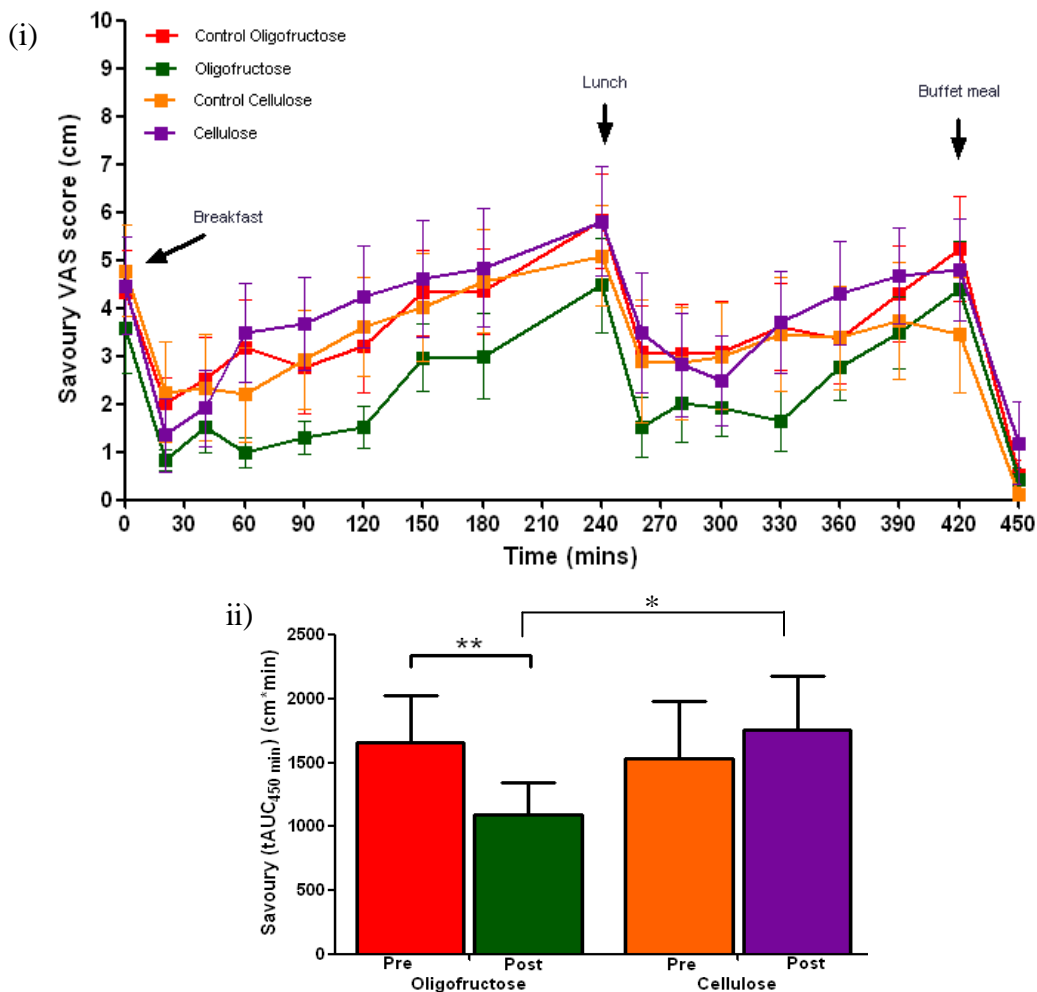 (i)
Savoury VAS score (cm)
10
9
8
7
6
5
4
3
2
1
0
Control Oligofructose
Oligofructose
Control Cellulose
Cellulose
Breakfast
Lunch
Buffet meal
0 30 60 90 120 150 180 210 240 270 300 330 360 390 420 450
Time (mins)
ii)
Savoury (tAUC450 min) (cm*min)
2500
2000
1500
1000
500
0
**
*
Pre Post Pre Post
Oligofructose Cellulose